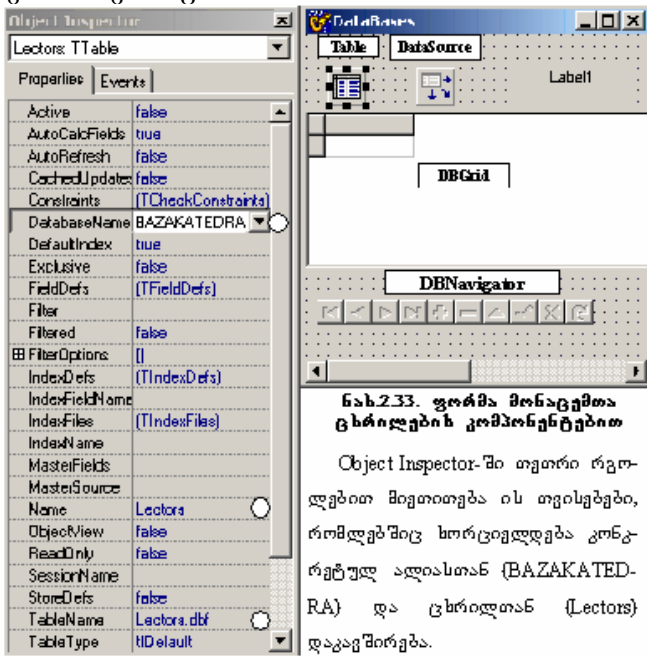 Object Inspector
Lectors: TTable
Properties Events
Active false
AutoCalcFields true
AutoRefresh false
CachedUpdates false
Constraints (TCheckConstraints)
DatabaseName BAZAKATEDRA
DefaultIndex true
Exclusive false
FieldDefs (TFieldDefs)
Filter
Filtered false
FilterOptions []
IndexDefs (TIndexDefs)
IndexFieldName
IndexFiles (TIndexFiles)
IndexName
MasterFields
MasterSource
Name Lectors
ObjectView false
ReadOnly false
SessionName
StoreDefs false
TableName Lectors.dbf
TableType ttDefault
DataBases
Table DataSource
Label1
DBGrid
DBNavigator
ნახ.2.33. ფორმა მონაცემთა
ცხრილების კომპონენტებით
Object Inspector-ში თეთრი რგო-
ლებით მიეთითება ის თვისებები,
რომლებშიც ხორციელდება კონკ-
რეტულ ალიასთან (BAZAKATED-
RA) და ცხრილთან (Lectors)
დაკავშირება.